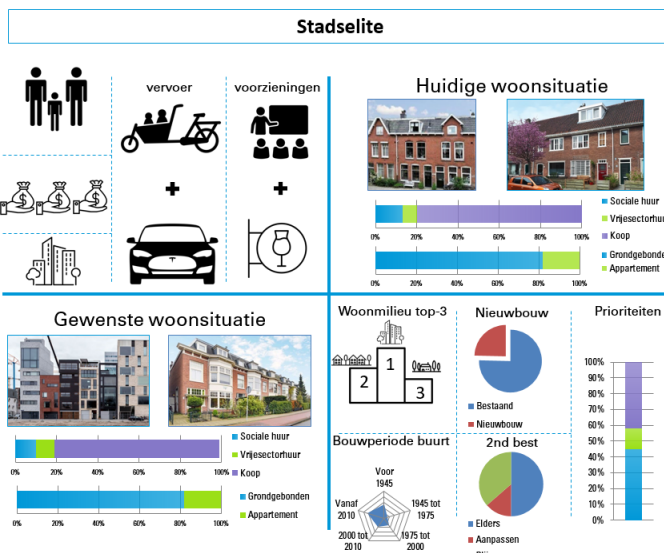 Stadselite
vervoer
voorzieningen
Huidige woonsituatie
Sociale huur
Vrijesectorhuur
Koop
0% 20% 40% 60% 80% 100%
Grondgebonden
Appartement
0% 20% 40% 60% 80% 100%
Gewenste woonsituatie
Sociale huur
Vrijesectorhuur
Koop
0% 20% 40% 60% 80% 100%
Grondgebonden
Appartement
0% 20% 40% 60% 80% 100%
Woonmilieu top-3
1
2
3
Nieuwbouw
Bestaand
Nieuwbouw
Bouwperiode buurt
Voor
1945
1945 tot
1975
1975 tot
2000
2000 tot
2010
Vanaf
2010
2nd best
Elders
Aanpassen
Prioriteiten
100%
90%
80%
70%
60%
50%
40%
30%
20%
10%
0%